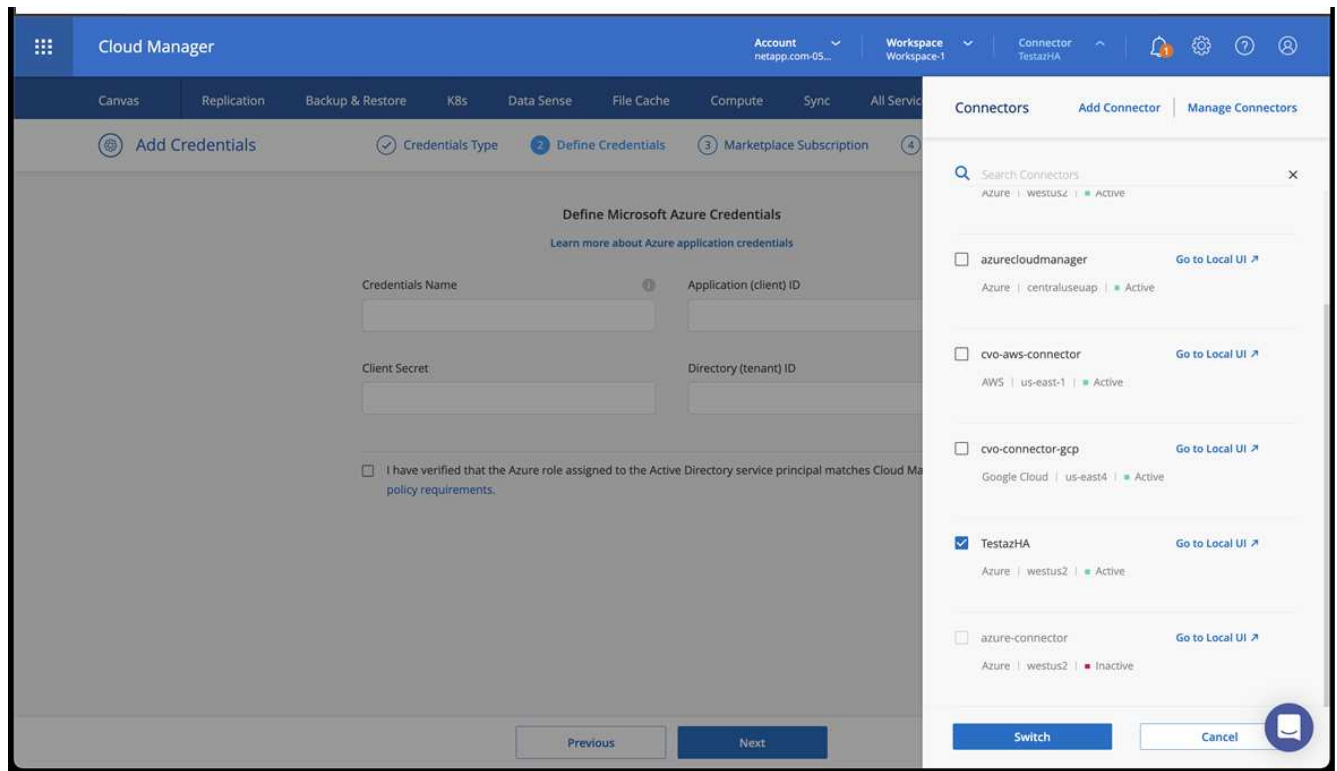 Cloud Manager
Account
netapp.com-05...
Workspace
Workspace-1
Connector
TestazHA
1
Canvas Replication Backup & Restore K8s Data Sense File Cache Compute Sync All Servic
Add Credentials Credentials Type 2 Define Credentials 3 Marketplace Subscription 4
Define Microsoft Azure Credentials
Learn more about Azure application credentials
Credentials Name
Application (client) ID
Client Secret
Directory (tenant) ID
I have verified that the Azure role assigned to the Active Directory service principal matches Cloud Ma
policy requirements.
Previous Next
Connectors Add Connector | Manage Connectors
Search Connectors
Azure | westus2 | Active
azurecloudmanager Go to Local UI
Azure | centraluseuap | Active
cvo-aws-connector Go to Local UI
AWS | us-east-1 | Active
cvo-connector-gcp Go to Local UI
Google Cloud | us-east4 | Active
TestazHA Go to Local UI
Azure | westus2 | Active
azure-connector Go to Local UI
Azure | westus2 | Inactive
Switch Cancel